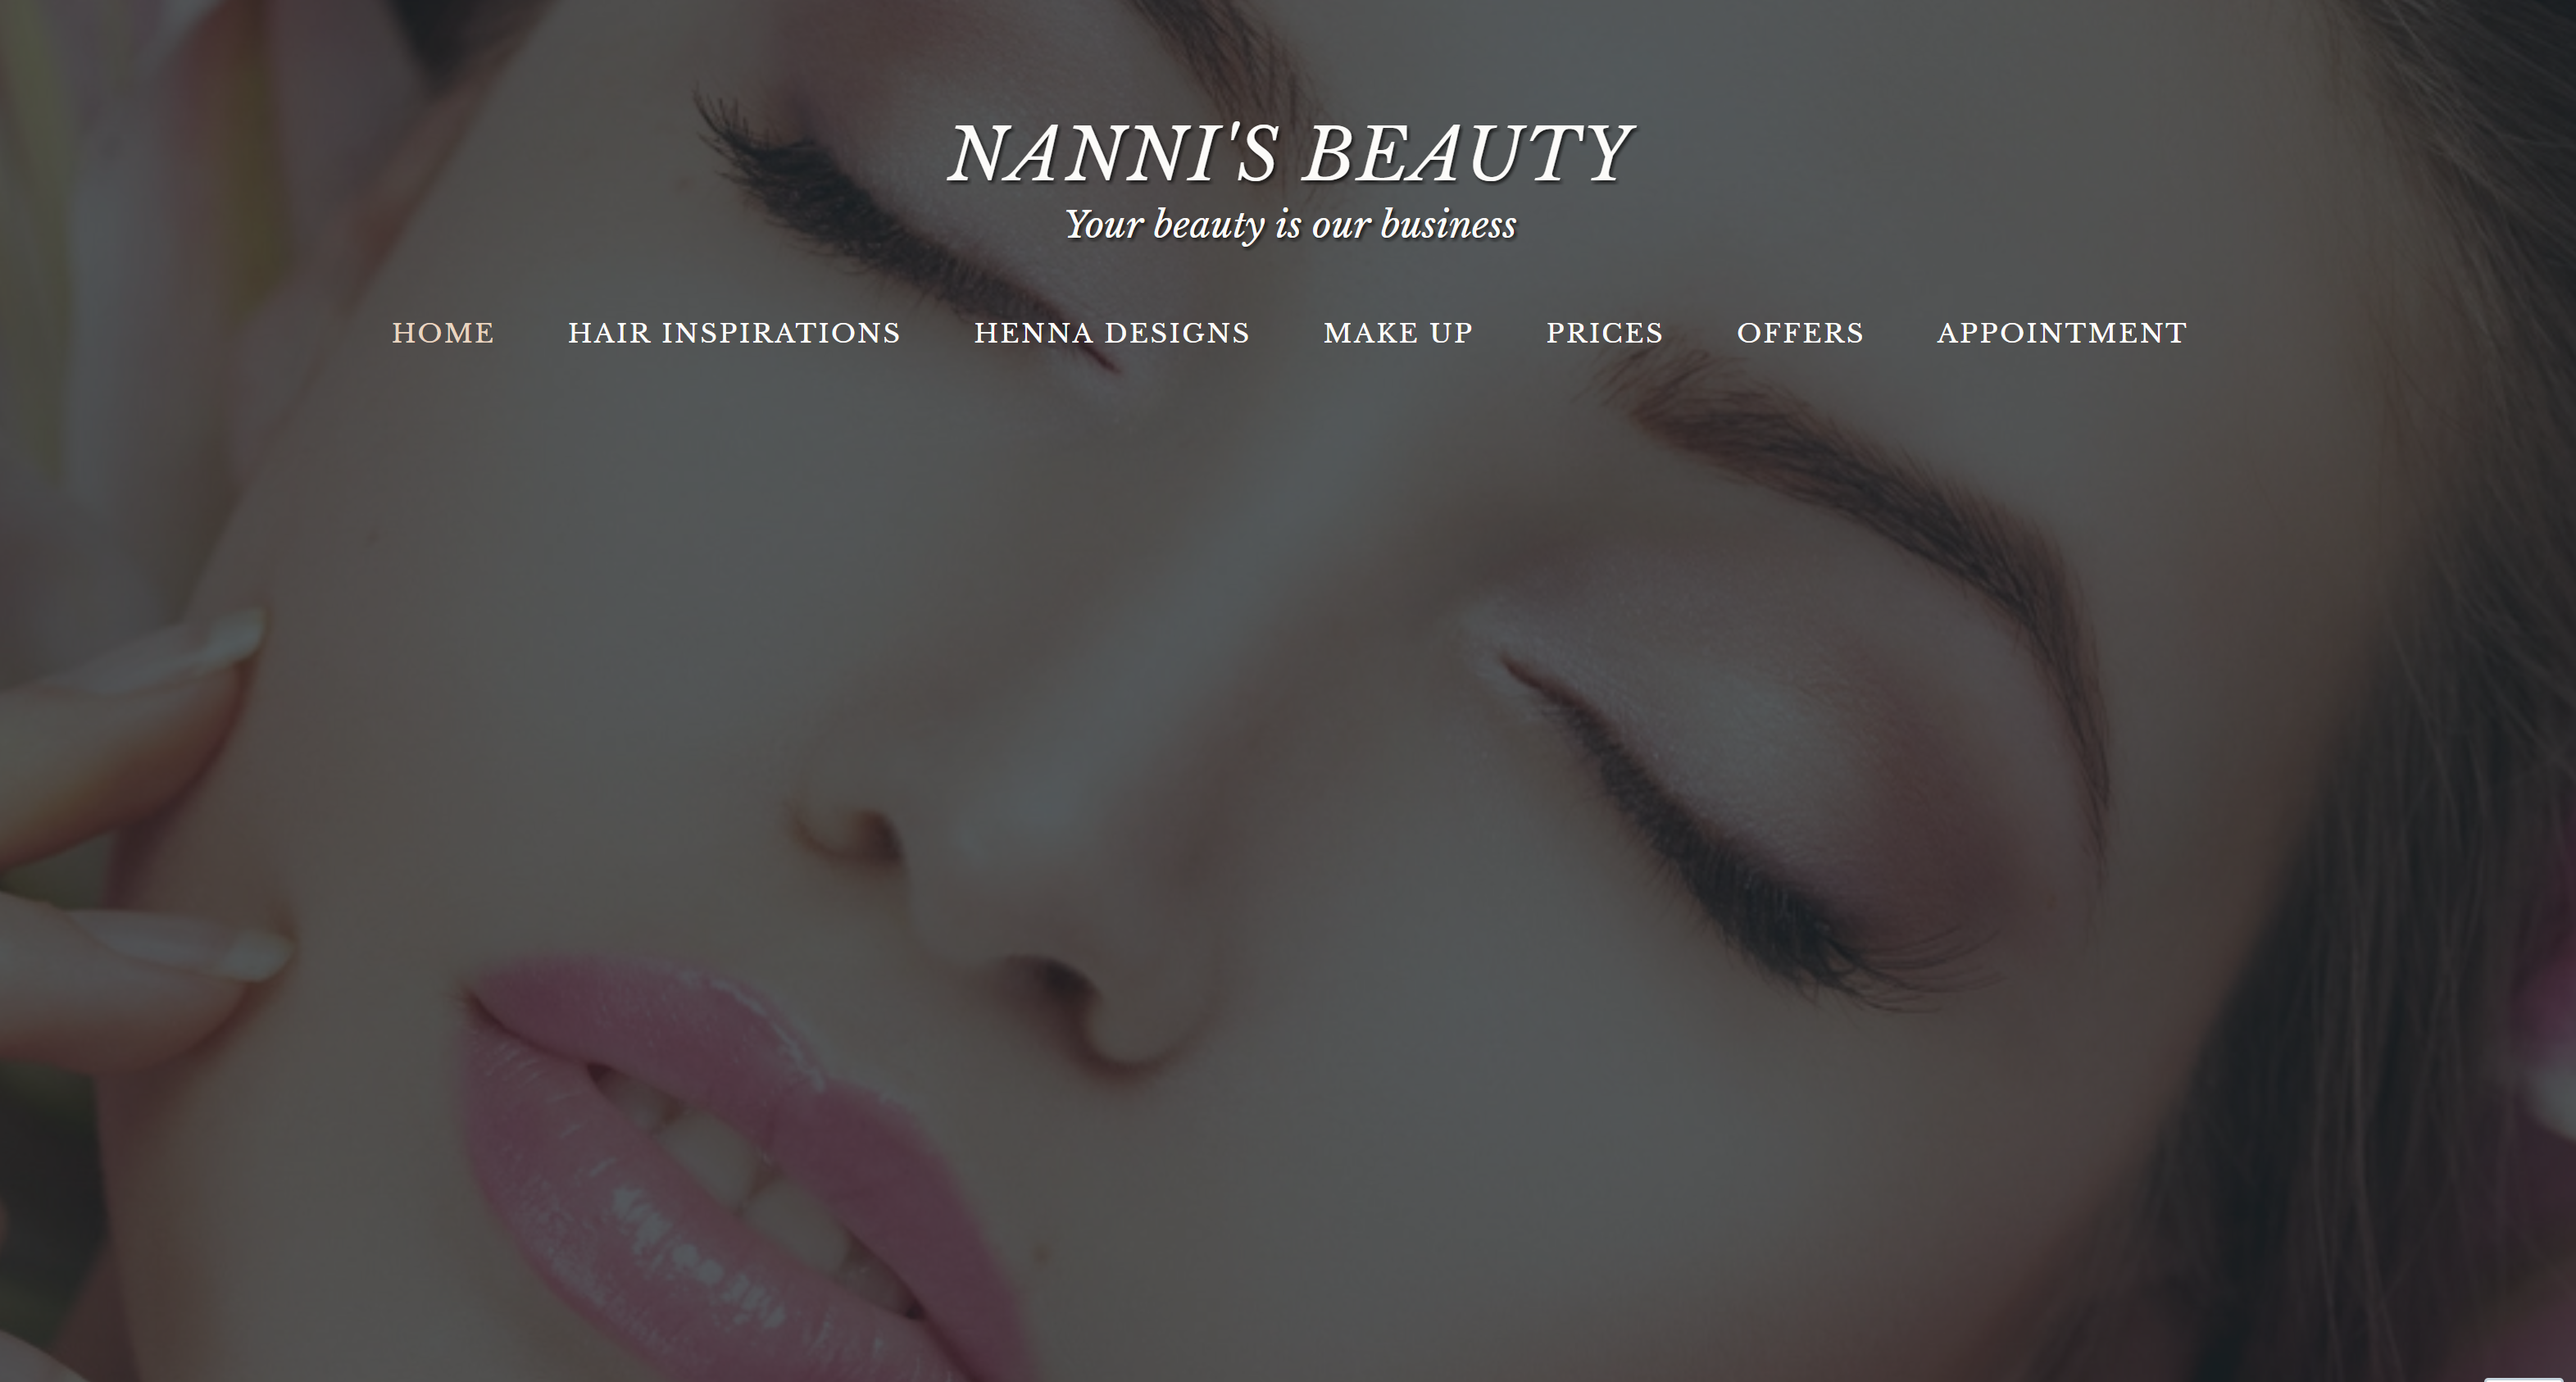 NANNI'S BEAUTY
Your beauty is our business
HOME HAIR INSPIRATIONS HENNA DESIGNS MAKE UP PRICES OFFERS APPOINTMENT